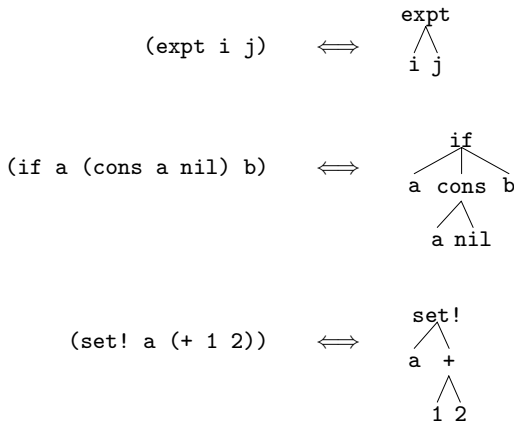 expt
(expt i j) ⟺
i j
if
(if a (cons a nil) b) ⟺
a cons b
a nil
set!
(set! a (+ 1 2)) ⟺
a +
1 2